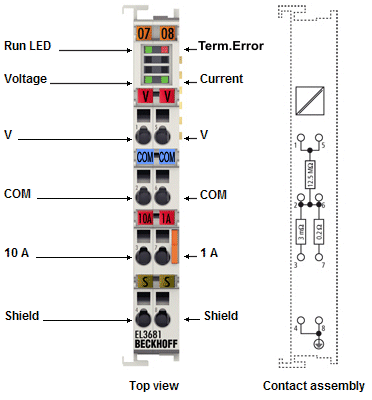 07 08
Run LED
Term.Error
Voltage
Current
V V
V
V
1
5
12.5 MΩ
COM COM
COM
COM
2
6
3 mΩ
0.2 Ω
10A 1A
10 A
1 A
3
7
S S
Shield
Shield
4
8
EL3681
BECKHOFF
Top view
Contact assembly